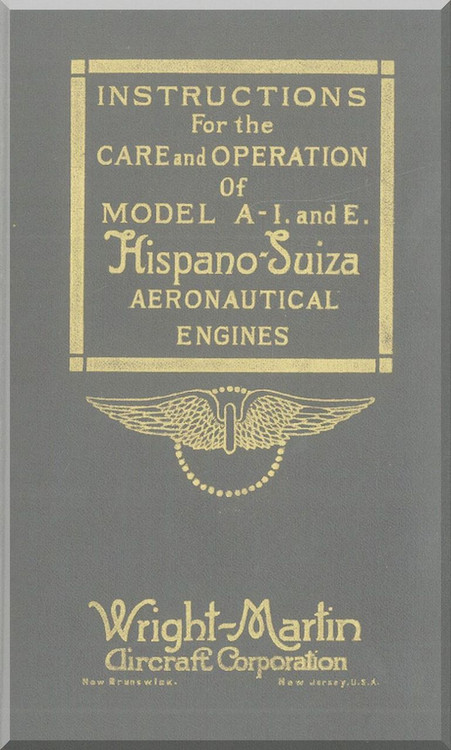 INSTRUCTIONS
For the
CARE and OPERATION
Of
MODEL A-I. and E.
Hispano-Suiza
AERONAUTICAL
ENGINES
Wright-Martin
Aircraft Corporation
New Brunswick. New Jersey, U.S.A.